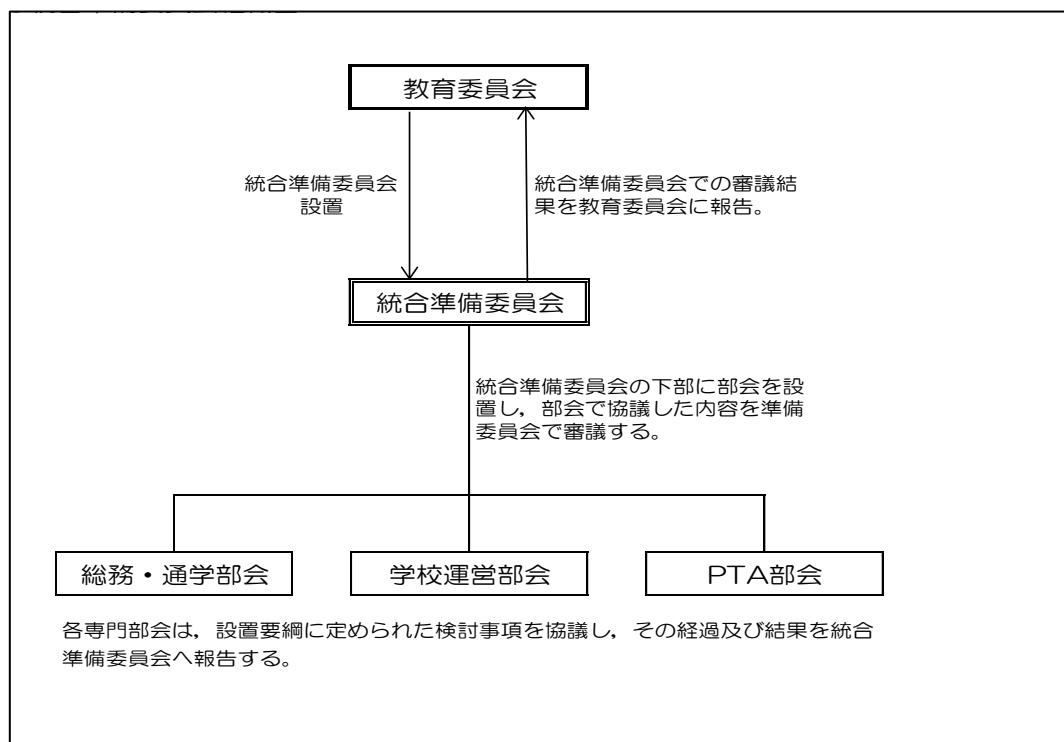 教育委員会
統合準備委員会
設置
統合準備委員会での審議結
果を教育委員会に報告。
統合準備委員会
統合準備委員会の下部に部会を設
置し，部会で協議した内容を準備
委員会で審議する。
総務・通学部会
学校運営部会
PTA部会
各専門部会は，設置要綱に定められた検討事項を協議し，その経過及び結果を統合
準備委員会へ報告する。